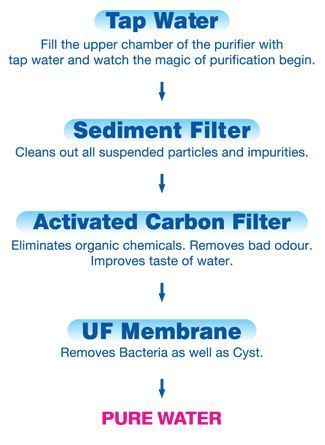 Tap Water
Fill the upper chamber of the purifier with
tap water and watch the magic of purification begin.
Sediment Filter
Cleans out all suspended particles and impurities.
Activated Carbon Filter
Eliminates organic chemicals. Removes bad odour.
Improves taste of water.
UF Membrane
Removes Bacteria as well as Cyst.
PURE WATER